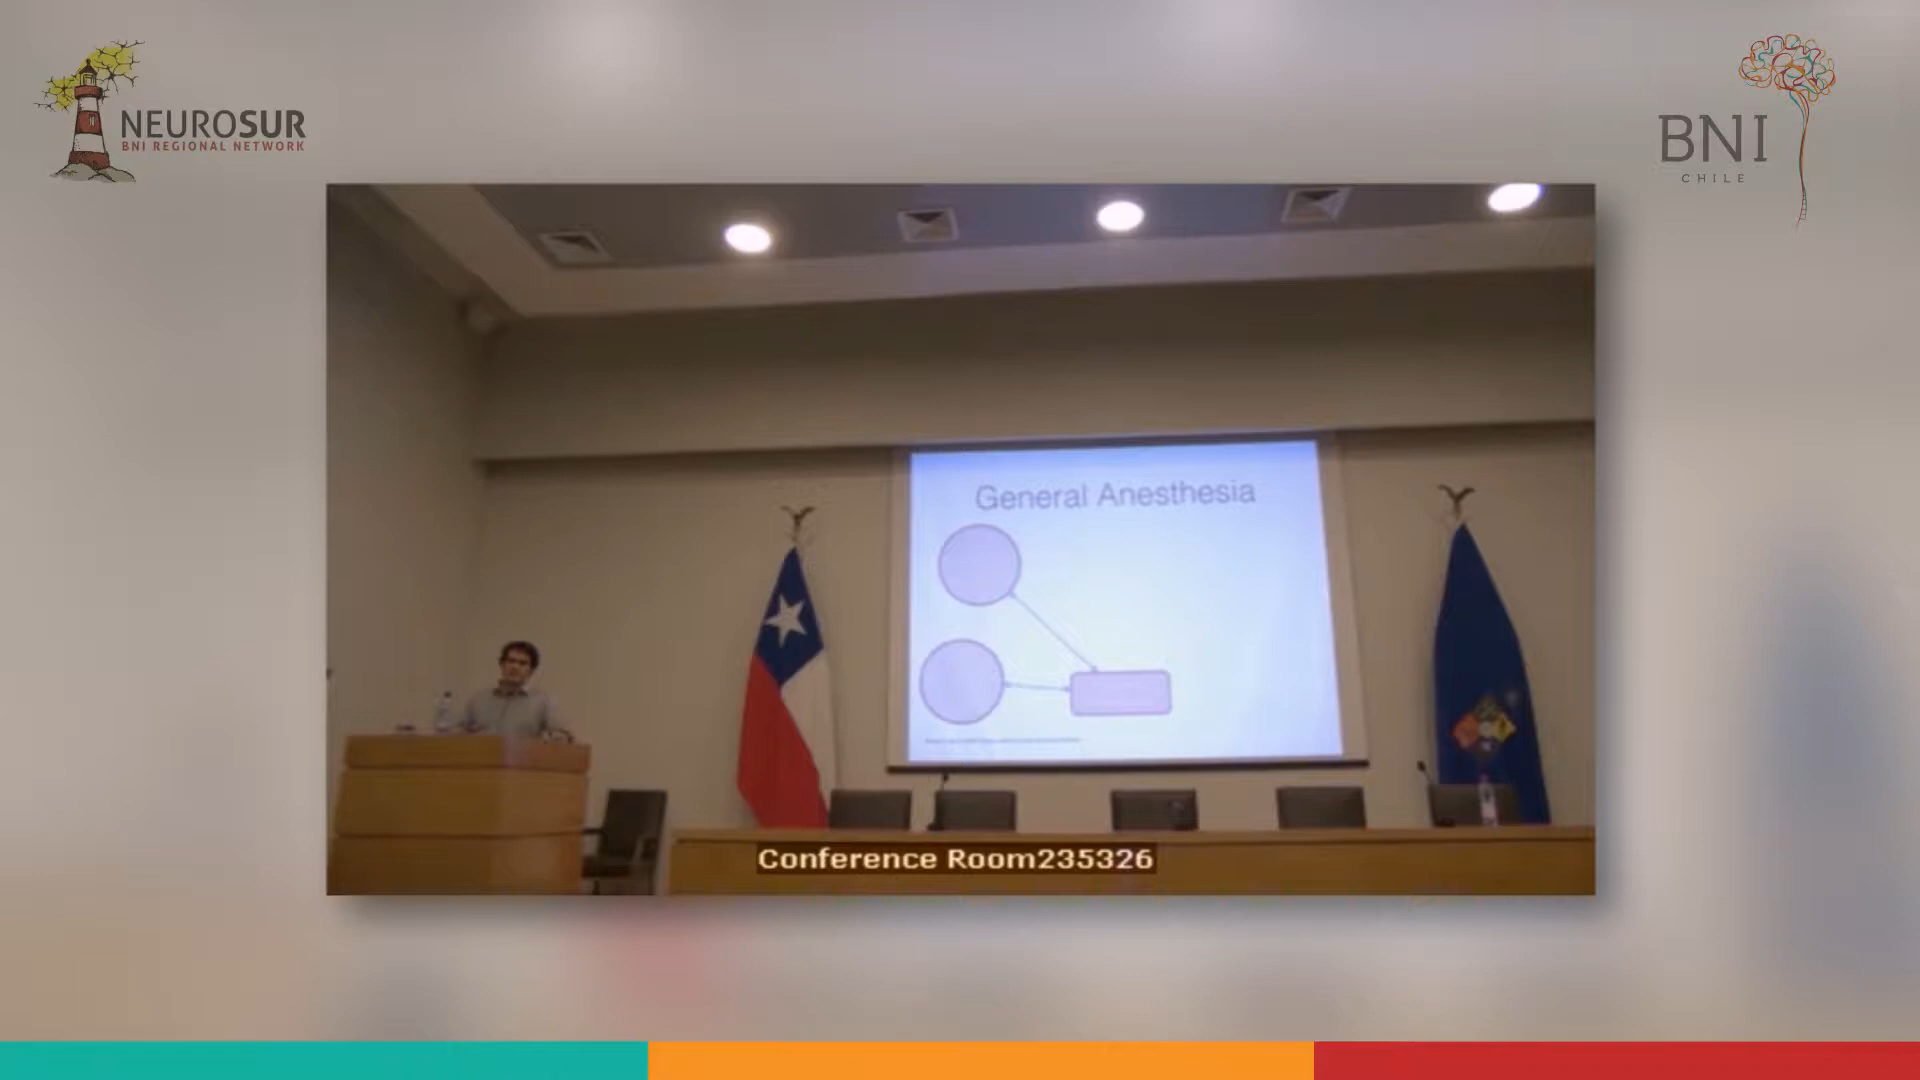 NEUROSUR
BNI REGIONAL NETWORK
BNI
CHILE
General Anesthesia
Conference Room235326